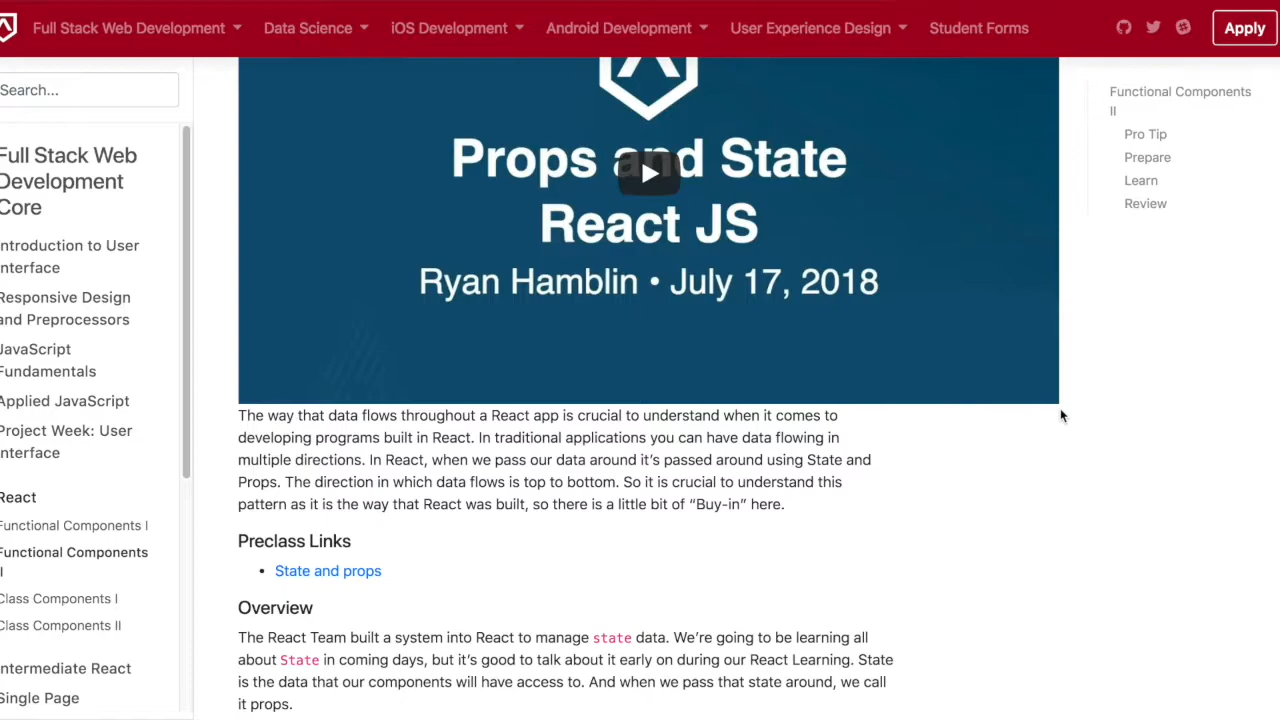 Full Stack Web Development
Data Science
iOS Development
Android Development
User Experience Design
Student Forms
Apply
Search...
Full Stack Web
Development
Core
ntroduction to User
nterface
Responsive Design
and Preprocessors
JavaScript
Fundamentals
Applied JavaScript
Project Week: User
nterface
React
Functional Components I
Functional Components
I
Class Components I
Class Components II
ntermediate React
Single Page
Props and State
React JS
Ryan Hamblin • July 17, 2018
The way that data flows throughout a React app is crucial to understand when it comes to
developing programs built in React. In traditional applications you can have data flowing in
multiple directions. In React, when we pass our data around it’s passed around using State and
Props. The direction in which data flows is top to bottom. So it is crucial to understand this
pattern as it is the way that React was built, so there is a little bit of “Buy-in” here.
Preclass Links
• State and props
Overview
The React Team built a system into React to manage state data. We’re going to be learning all
about State in coming days, but it’s good to talk about it early on during our React Learning. State
is the data that our components will have access to. And when we pass that state around, we call
it props.
Functional Components
II
Pro Tip
Prepare
Learn
Review